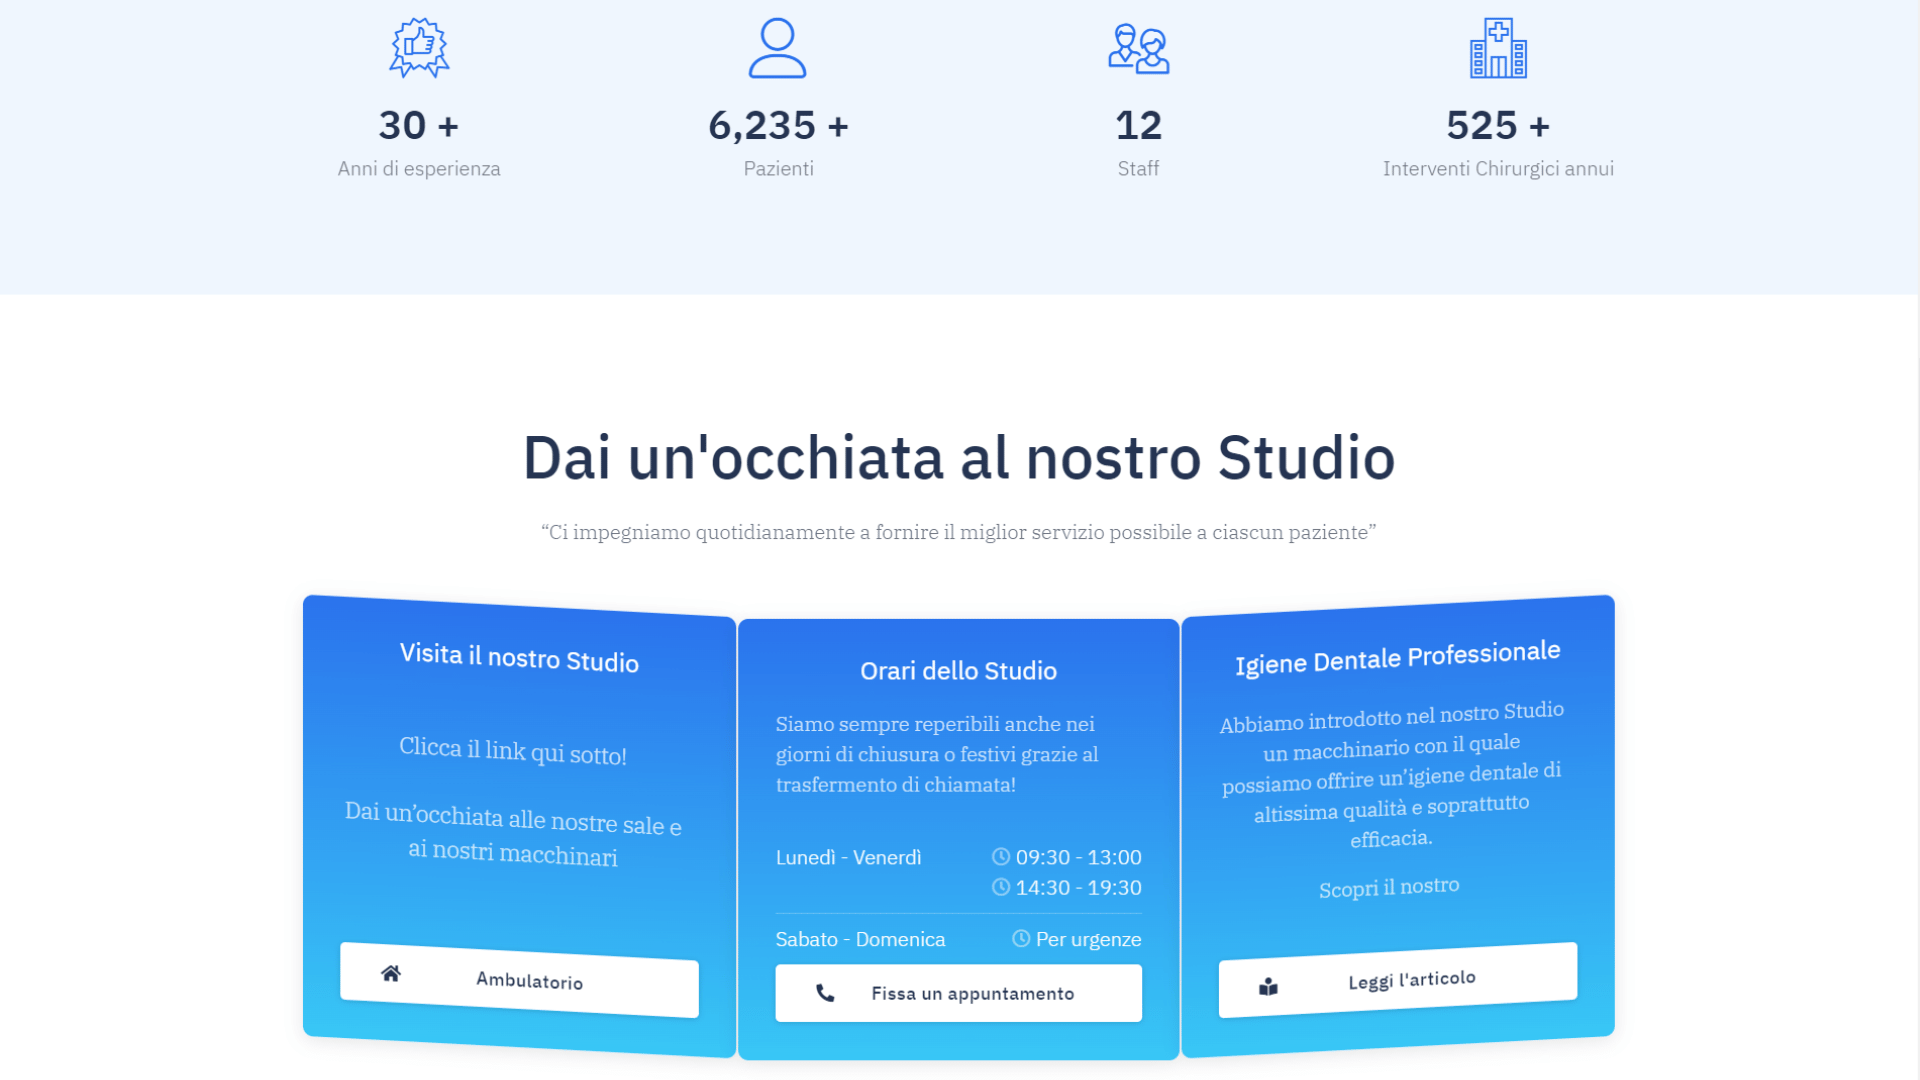 30 +
Anni di esperienza
6,235 +
Pazienti
12
Staff
525 +
Interventi Chirurgici annui
Dai un'occhiata al nostro Studio
“Ci impegniamo quotidianamente a fornire il miglior servizio possibile a ciascun paziente”
Visita il nostro Studio
Clicca il link qui sotto!
Dai un’occhiata alle nostre sale e
ai nostri macchinari
Ambulatorio
Orari dello Studio
Siamo sempre reperibili anche nei
giorni di chiusura o festivi grazie al
trasfermento di chiamata!
Lunedì - Venerdì
09:30 - 13:00
14:30 - 19:30
Sabato - Domenica
Per urgenze
Fissa un appuntamento
Igiene Dentale Professionale
Abbiamo introdotto nel nostro Studio
un macchinario con il quale
possiamo offrire un’igiene dentale di
altissima qualità e soprattutto
efficacia.
Scopri il nostro
Leggi l'articolo